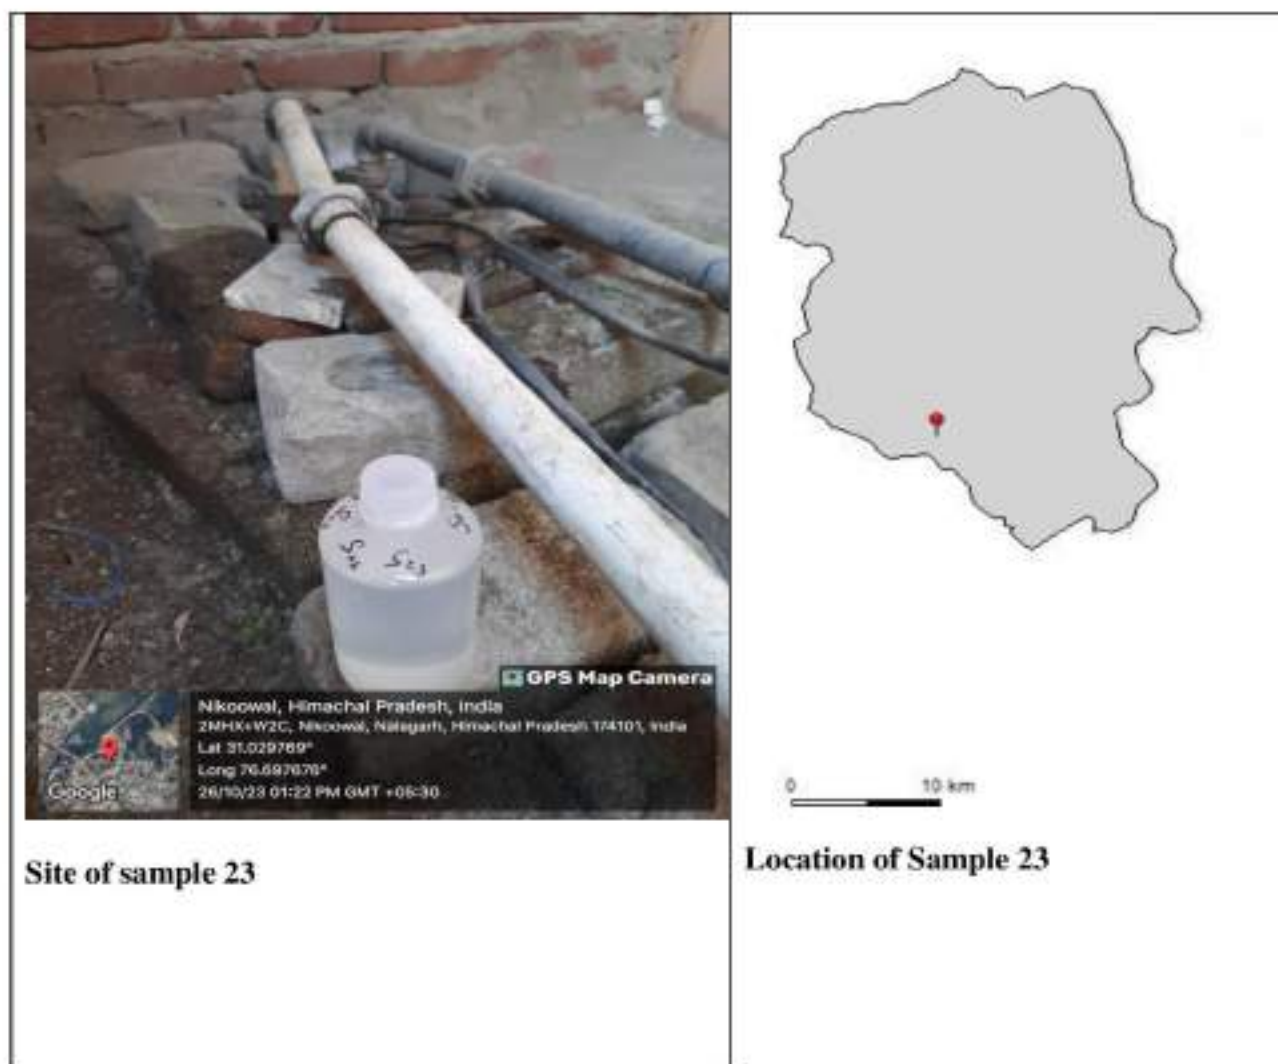 GPS Map Camera
Nikoowal, Himachal Pradesh, India
2MHX+W2C, Nikoowal, Nalagarh, Himachal Pradesh 174101, India
Lat 31.029769°
Long 76.697676°
26/10/23 01:22 PM GMT +05:30
Google
Site of sample 23
0 10 km
Location of Sample 23